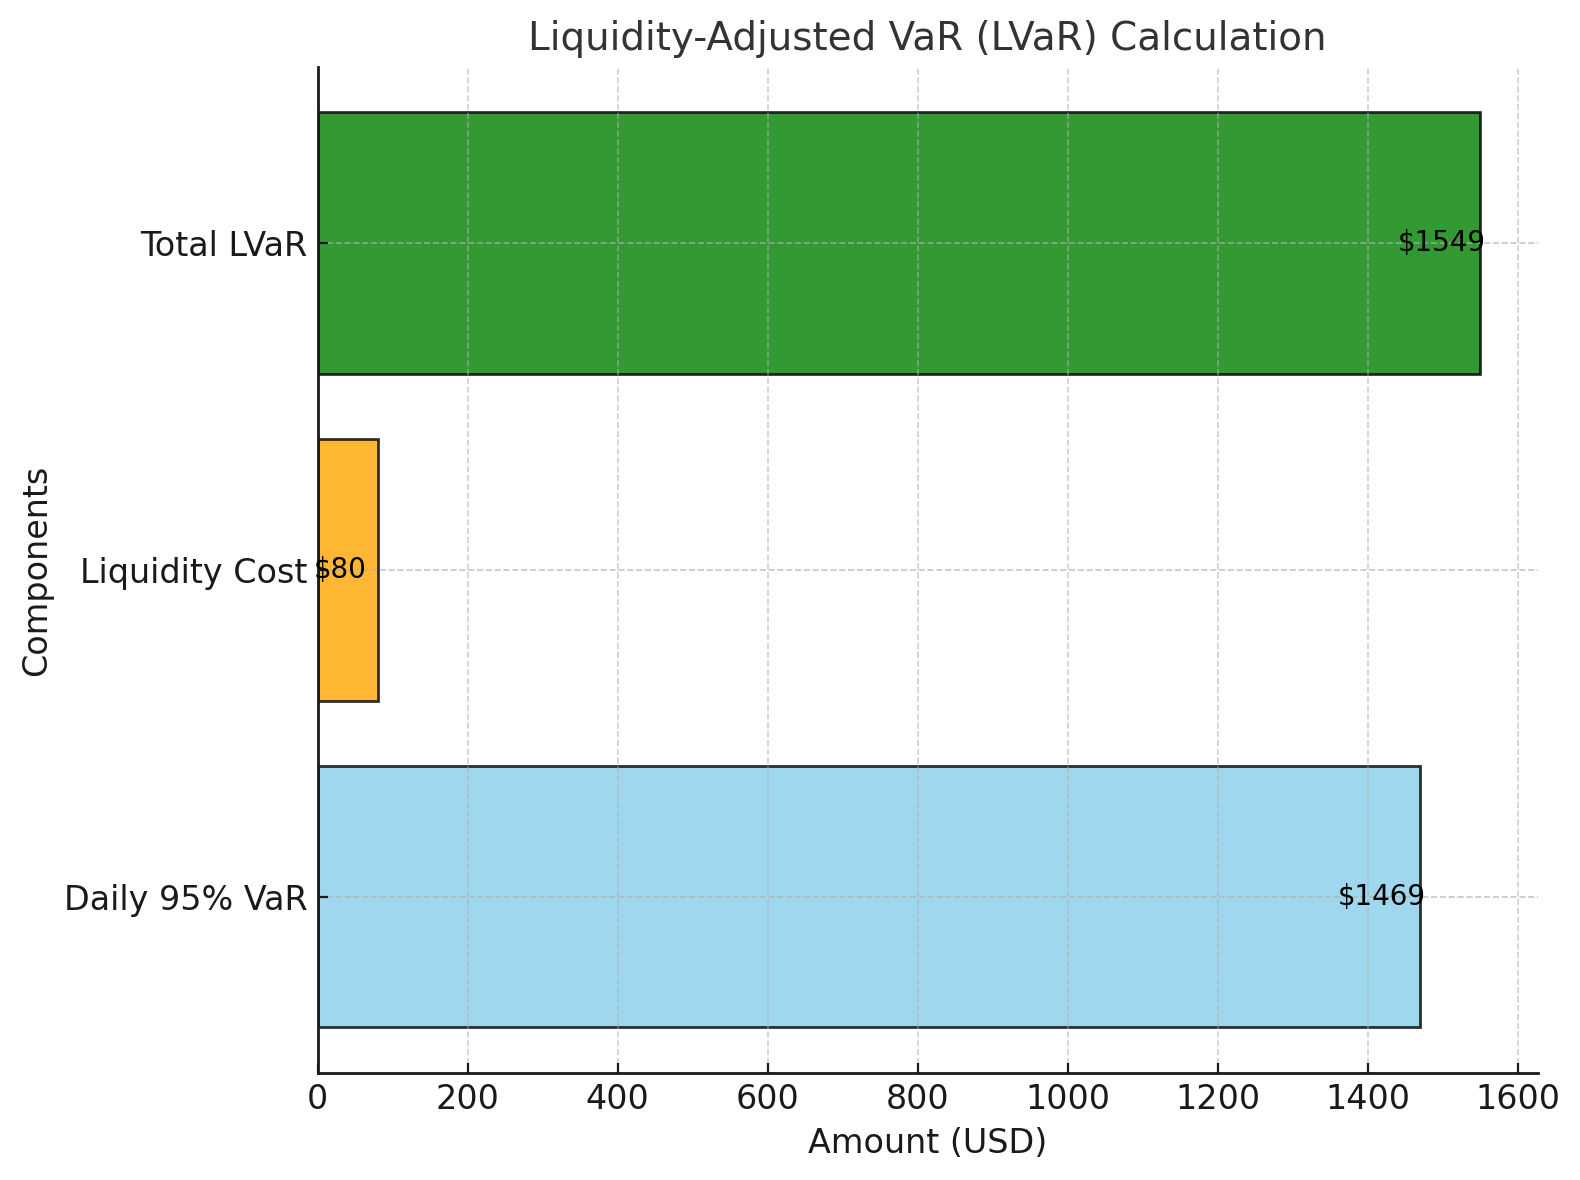 Liquidity-Adjusted VaR (LVaR) Calculation
Total LVaR
$1549
Liquidity Cost
$80
Daily 95% VaR
$1469
Components
0 200 400 600 800 1000 1200 1400 1600
Amount (USD)